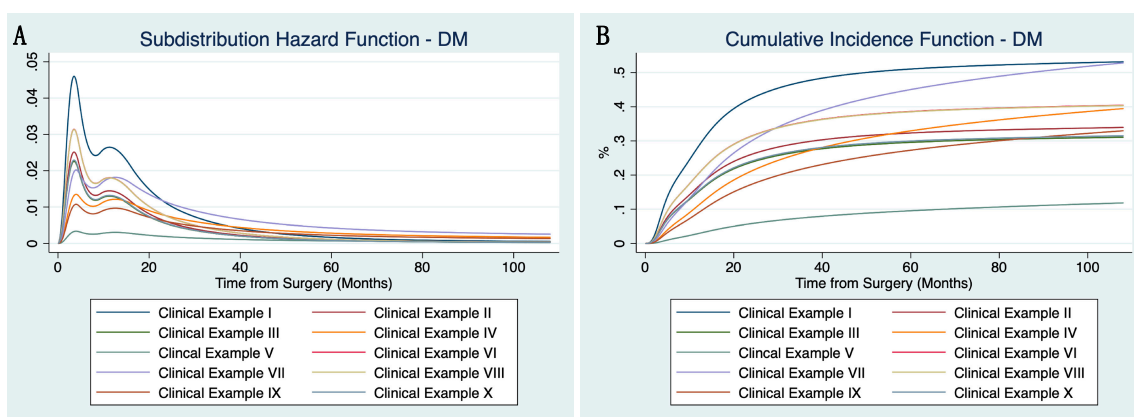 A
Subdistribution Hazard Function - DM
.05
.04
.03
.02
.01
0
0 20 40 60 80 100
Time from Surgery (Months)
Clinical Example I Clinical Example II
Clinical Example III Clinical Example IV
Clincal Example V Clinical Example VI
Clinical Example VII Clinical Example VIII
Clinical Example IX Clinical Example X
B
Cumulative Incidence Function - DM
%
.5
.4
.3
.2
.1
0
0 20 40 60 80 100
Time from Surgery (Months)
Clinical Example I Clinical Example II
Clinical Example III Clinical Example IV
Clincal Example V Clinical Example VI
Clinical Example VII Clinical Example VIII
Clinical Example IX Clinical Example X